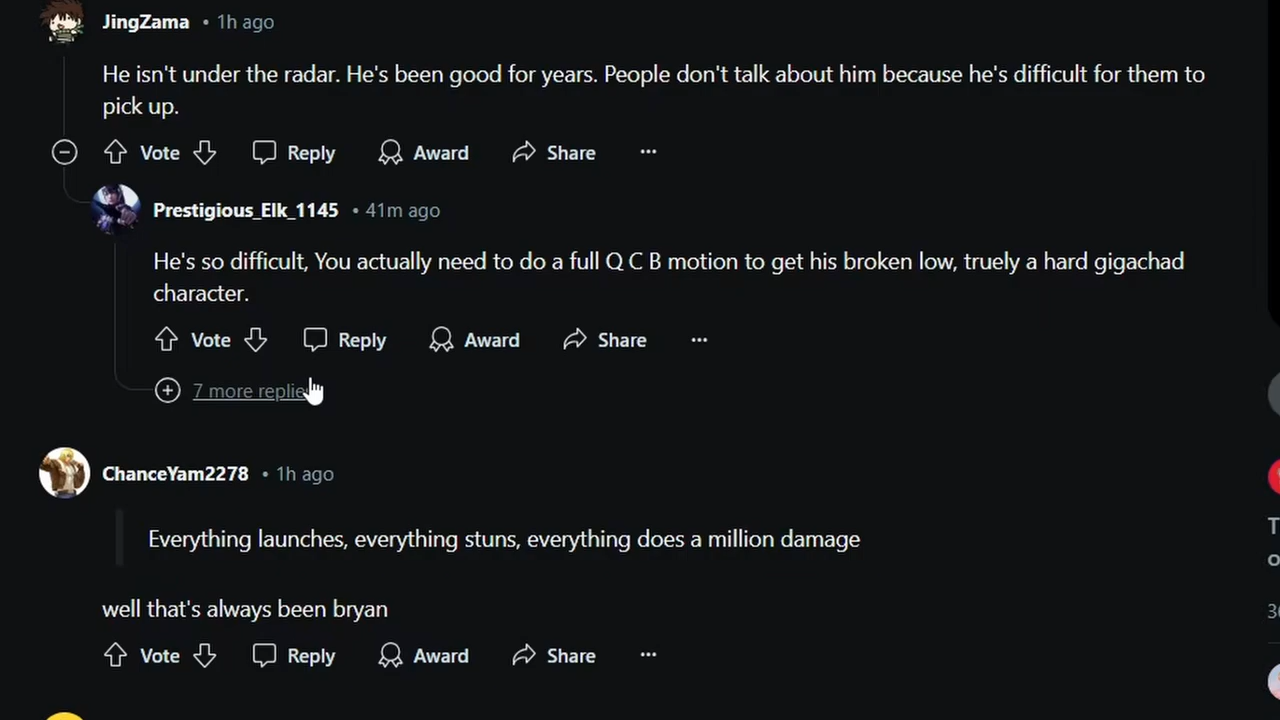 JingZama • 1h ago
He isn't under the radar. He's been good for years. People don't talk about him because he's difficult for them to
pick up.
Vote Reply Award Share ...
Prestigious_Elk_1145 • 41m ago
He's so difficult, You actually need to do a full Q C B motion to get his broken low, truely a hard gigachad
character.
Vote Reply Award Share ...
7 more replie
ChanceYam2278 • 1h ago
Everything launches, everything stuns, everything does a million damage
well that's always been bryan
Vote Reply Award Share ...